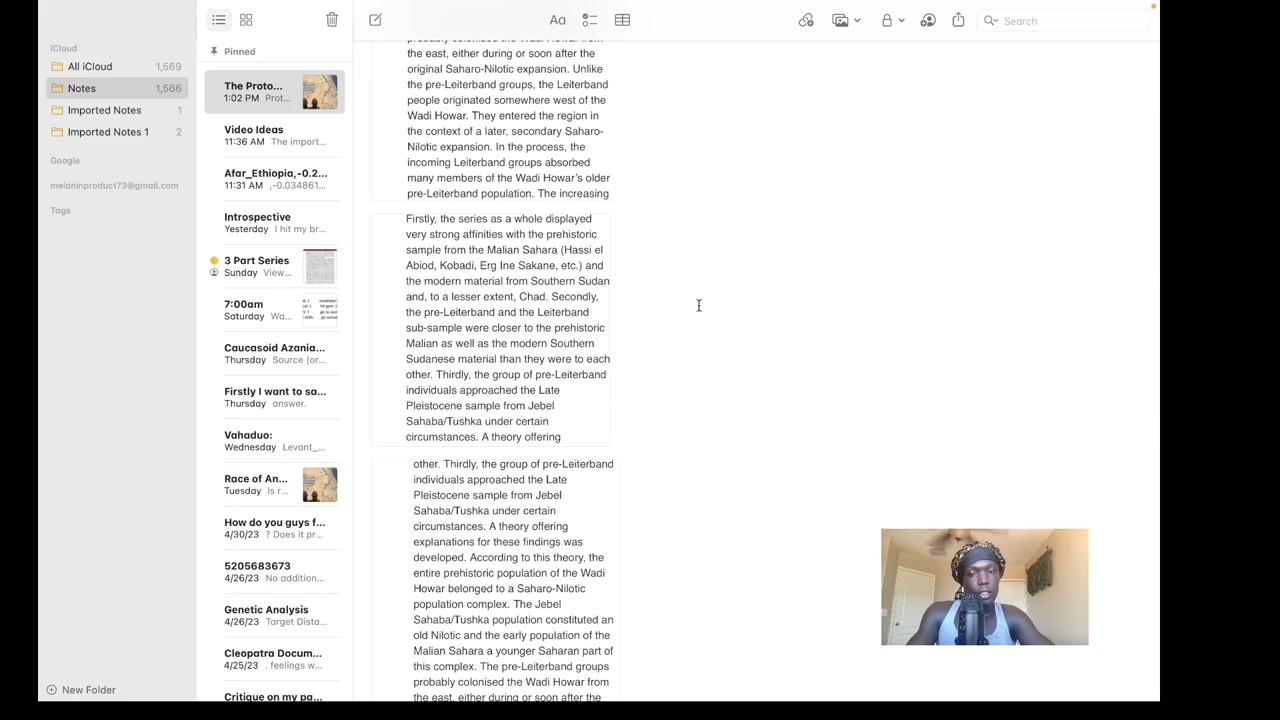 iCloud
All iCloud 1,569
Notes 1,566
Imported Notes 1
Imported Notes 1 2
Google
melaninproduct73@gmail.com
Tags
New Folder
Pinned
The Proto...
1:02 PM Prot...
Video Ideas
11:36 AM The import...
Afar_Ethiopia,-0.2...
11:31 AM ,-0.034861...
Introspective
Yesterday I hit my br...
3 Part Series
Sunday View...
7:00am
Saturday Wa...
Caucasoid Azania...
Thursday Source (or...
Firstly I want to sa...
Thursday answer.
Vahaduo:
Wednesday Levant_...
Race of An...
Tuesday Is r...
How do you guys f...
4/30/23 ? Does it pr...
5205683673
4/26/23 No addition...
Genetic Analysis
4/26/23 Target Dista...
Cleopatra Docum...
4/25/23 . feelings w...
Critique on my pa...
Aa
Search
probably colonised the Wadi Howar from
the east, either during or soon after the
original Saharo-Nilotic expansion. Unlike
the pre-Leiterband groups, the Leiterband
people originated somewhere west of the
Wadi Howar. They entered the region in
the context of a later, secondary Saharo-
Nilotic expansion. In the process, the
incoming Leiterband groups absorbed
many members of the Wadi Howar's older
pre-Leiterband population. The increasing
Firstly, the series as a whole displayed
very strong affinities with the prehistoric
sample from the Malian Sahara (Hassi el
Abiod, Kobadi, Erg Ine Sakane, etc.) and
the modern material from Southern Sudan
and, to a lesser extent, Chad. Secondly,
the pre-Leiterband and the Leiterband
sub-sample were closer to the prehistoric
Malian as well as the modern Southern
Sudanese material than they were to each
other. Thirdly, the group of pre-Leiterband
individuals approached the Late
Pleistocene sample from Jebel
Sahaba/Tushka under certain
circumstances. A theory offering
other. Thirdly, the group of pre-Leiterband
individuals approached the Late
Pleistocene sample from Jebel
Sahaba/Tushka under certain
circumstances. A theory offering
explanations for these findings was
developed. According to this theory, the
entire prehistoric population of the Wadi
Howar belonged to a Saharo-Nilotic
population complex. The Jebel
Sahaba/Tushka population constituted an
old Nilotic and the early population of the
Malian Sahara a younger Saharan part of
this complex. The pre-Leiterband groups
probably colonised the Wadi Howar from
the east, either during or soon after the